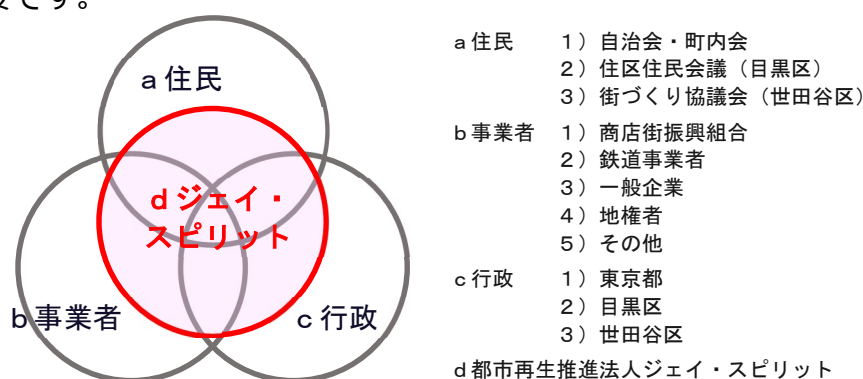 a住民
dジェイ・
スピリット
b事業者
c行政
a住民　1）自治会・町内会
2）住区住民会議（目黒区）
3）街づくり協議会（世田谷区）
b事業者　1）商店街振興組合
2）鉄道事業者
3）一般企業
4）地権者
5）その他
c行政　1）東京都
2）目黒区
3）世田谷区
d都市再生推進法人ジェイ・スピリット